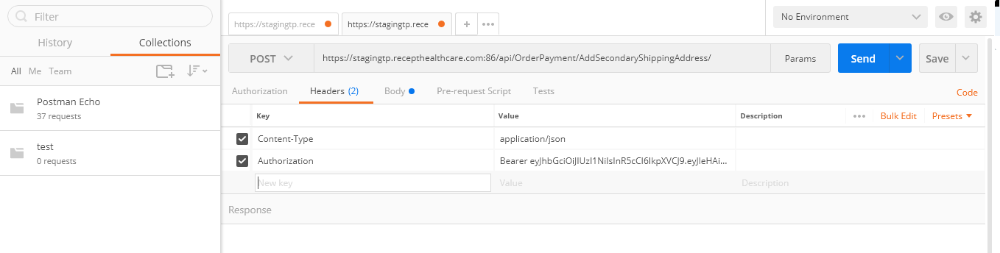 Filter
History
Collections
All Me Team
Postman Echo
37 requests
test
0 requests
https://stagingtp.rece
https://stagingtp.rece
+
•••
No Environment
POST
https://stagingtp.recepthealthcare.com:86/api/OrderPayment/AddSecondaryShippingAddress/
Params
Send
Save
Authorization
Headers (2)
Body
Pre-request Script
Tests
Code
Key Value Description ••• Bulk Edit Presets
Content-Type application/json
Authorization Bearer eyJhbGciOiJIUzI1NiIsInR5cCI6IkpXVCJ9.eyJleHAi...
New key Value Description
Response